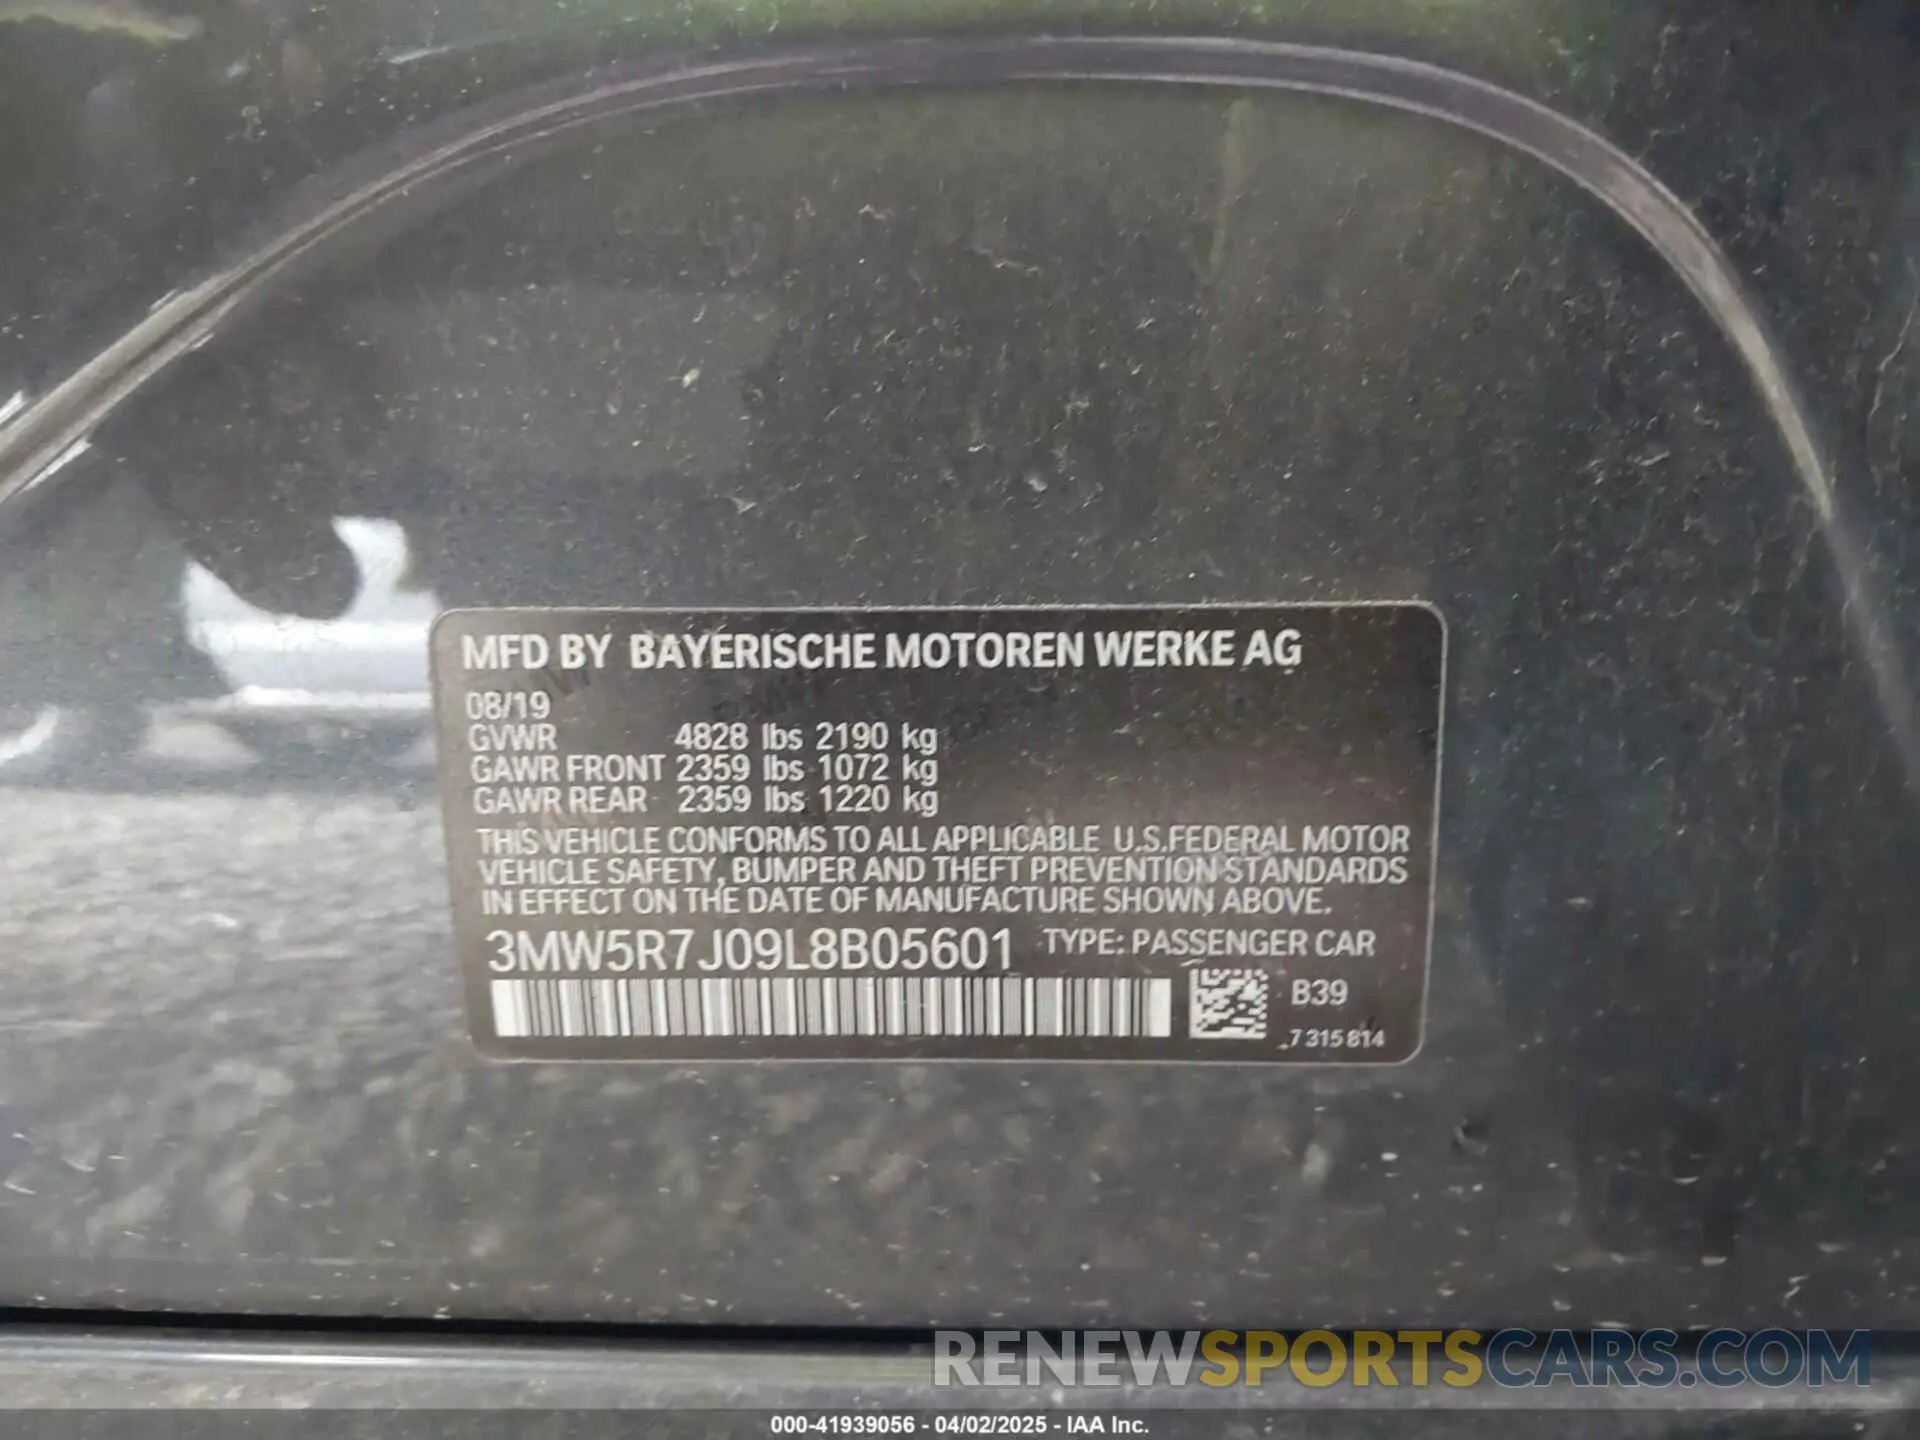 MFD BY BAYERISCHE MOTOREN WERKE AG
08/19
GVWR 4828 lbs 2190 kg
GAWR FRONT 2359 lbs 1072 kg
GAWR REAR 2359 lbs 1220 kg
THIS VEHICLE CONFORMS TO ALL APPLICABLE U.S.FEDERAL MOTOR
VEHICLE SAFETY, BUMPER AND THEFT PREVENTION STANDARDS
IN EFFECT ON THE DATE OF MANUFACTURE SHOWN ABOVE.
3MW5R7J09L8B05601 TYPE: PASSENGER CAR
B39
7 315 814
RENEWSPORTSCARS.COM
000-41939056 - 04/02/2025 - IAA Inc.